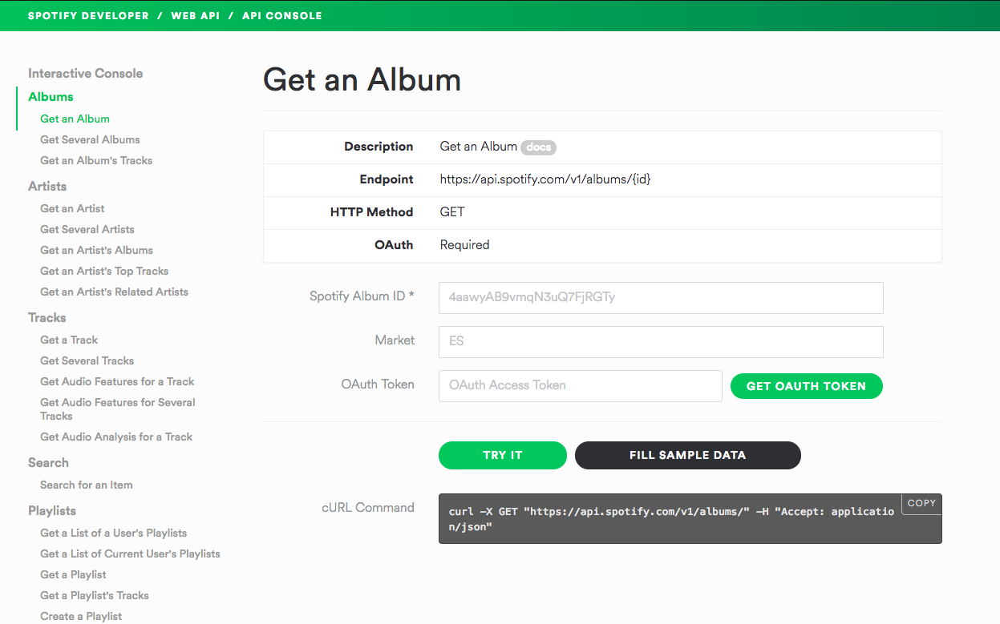 SPOTIFY DEVELOPER / WEB API / API CONSOLE
Interactive Console
Albums
Get an Album
Get Several Albums
Get an Album's Tracks
Artists
Get an Artist
Get Several Artists
Get an Artist's Albums
Get an Artist's Top Tracks
Get an Artist's Related Artists
Tracks
Get a Track
Get Several Tracks
Get Audio Features for a Track
Get Audio Features for Several
Tracks
Get Audio Analysis for a Track
Search
Search for an Item
Playlists
Get a List of a User's Playlists
Get a List of Current User's Playlists
Get a Playlist
Get a Playlist's Tracks
Create a Playlist
Get an Album
Description Get an Album docs
Endpoint https://api.spotify.com/v1/albums/{id}
HTTP Method GET
OAuth Required
Spotify Album ID * 4aawyAB9vmqN3uQ7FjRGTy
Market ES
OAuth Token OAuth Access Token GET OAUTH TOKEN
TRY IT FILL SAMPLE DATA
cURL Command curl -X GET "https://api.spotify.com/v1/albums/" -H "Accept: applicatio COPY
n/json"